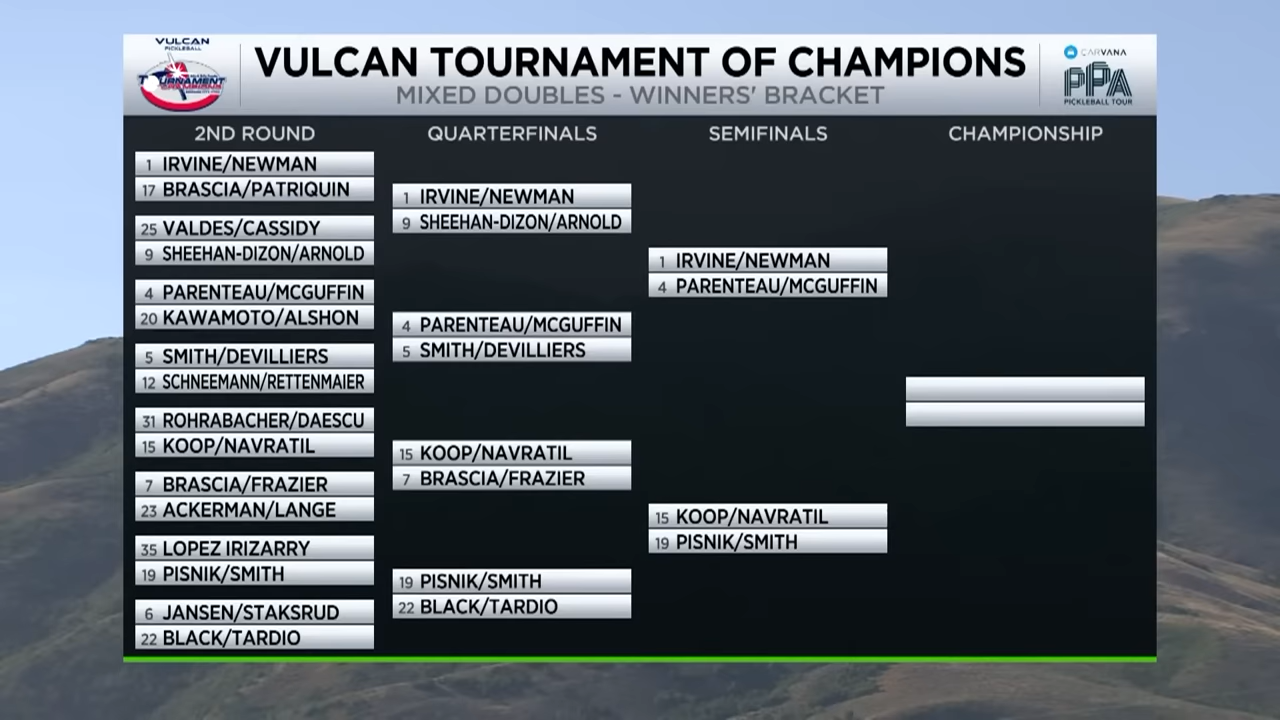 VULCAN
PICKLEBALL
TOURNAMENT
VULCAN TOURNAMENT OF CHAMPIONS
MIXED DOUBLES - WINNERS' BRACKET
CARVANA
PPA
PICKLEBALL TOUR
2ND ROUND
1 IRVINE/NEWMAN
17 BRASCIA/PATRIQUIN
25 VALDES/CASSIDY
9 SHEEHAN-DIZON/ARNOLD
4 PARENTEAU/MCGUFFIN
20 KAWAMOTO/ALSHON
5 SMITH/DEVILLIERS
12 SCHNEEMANN/RETTENMAIER
31 ROHRABACHER/DAESCU
15 KOOP/NAVRATIL
7 BRASCIA/FRAZIER
23 ACKERMAN/LANGE
35 LOPEZ IRIZARRY
19 PISNIK/SMITH
6 JANSEN/STAKSRUD
22 BLACK/TARDIO
QUARTERFINALS
1 IRVINE/NEWMAN
9 SHEEHAN-DIZON/ARNOLD
4 PARENTEAU/MCGUFFIN
5 SMITH/DEVILLIERS
15 KOOP/NAVRATIL
7 BRASCIA/FRAZIER
19 PISNIK/SMITH
22 BLACK/TARDIO
SEMIFINALS
1 IRVINE/NEWMAN
4 PARENTEAU/MCGUFFIN
15 KOOP/NAVRATIL
19 PISNIK/SMITH
CHAMPIONSHIP